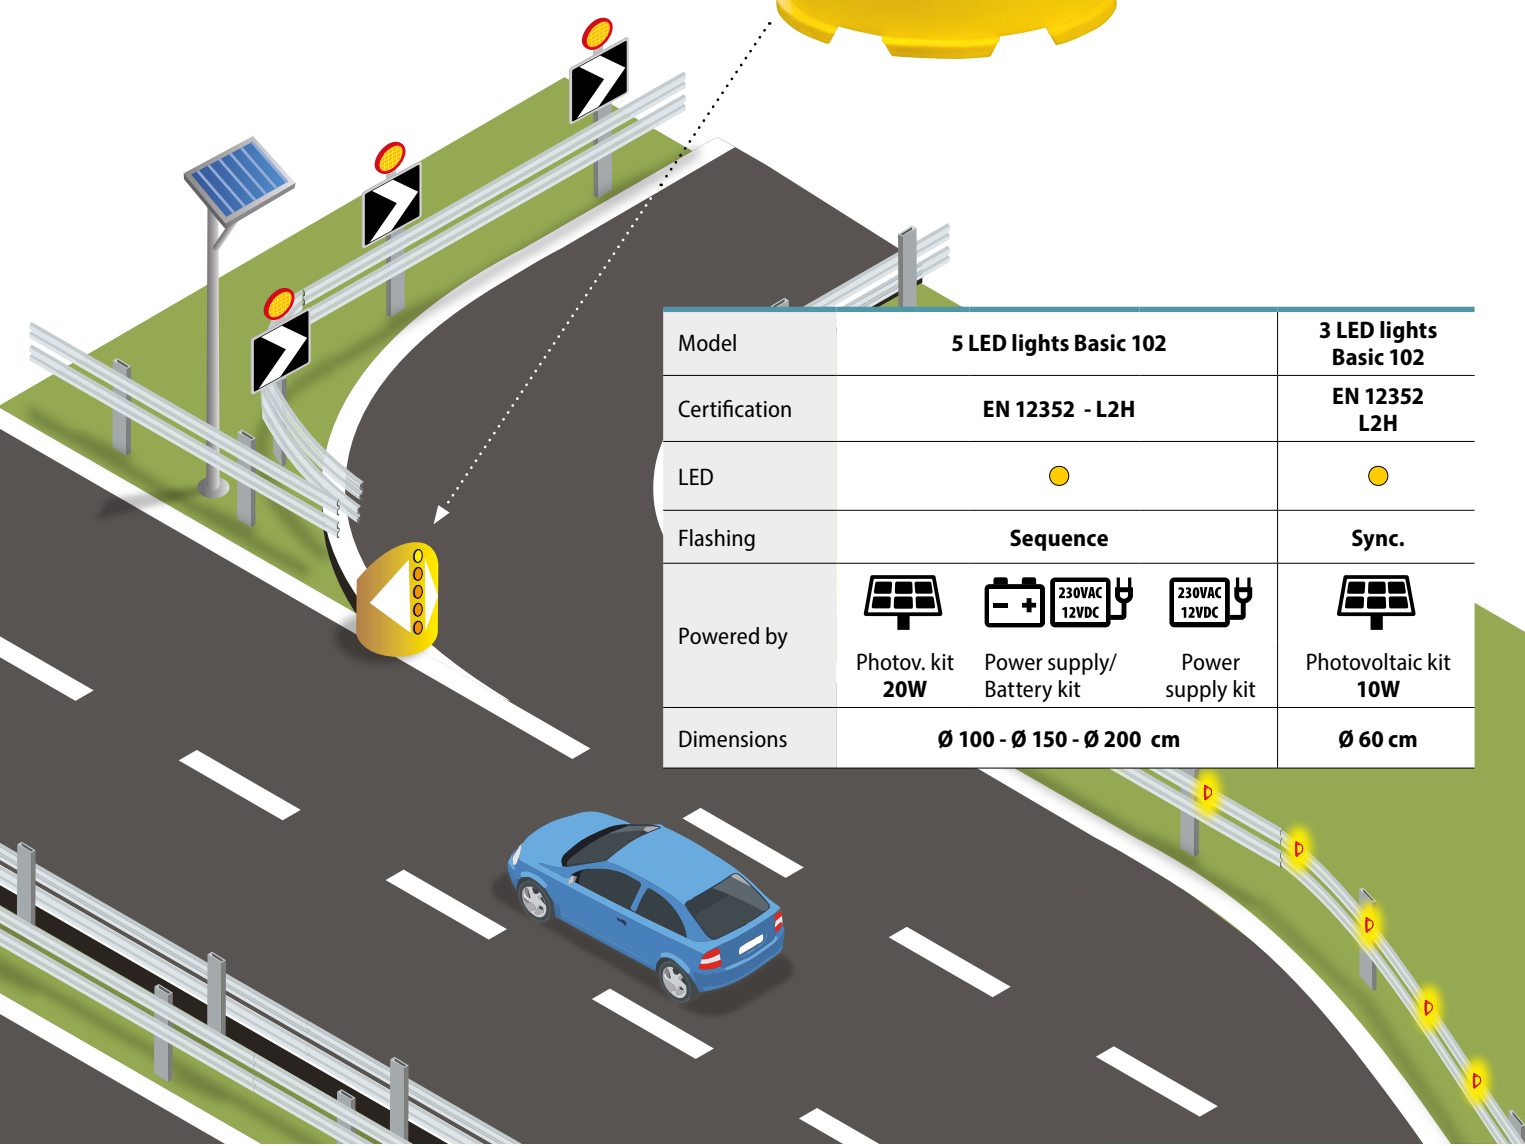 Model
5 LED lights Basic 102
3 LED lights
Basic 102
Certification
EN 12352 - L2H
EN 12352
L2H
LED
Flashing
Sequence
Sync.
Powered by
230VAC
12VDC
230VAC
12VDC
Photov. kit
20W
Power supply/
Battery kit
Power
supply kit
Photovoltaic kit
10W
Dimensions
Ø 100 - Ø 150 - Ø 200 cm
Ø 60 cm